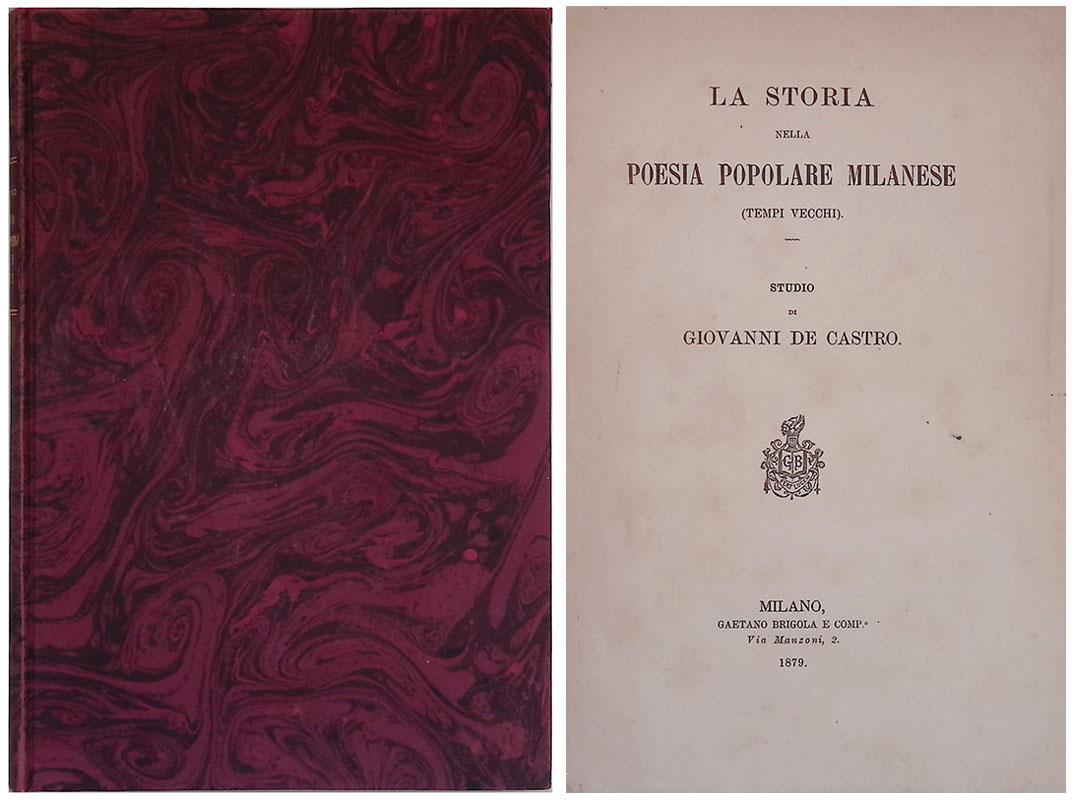 LA STORIA
NELLA
POESIA POPOLARE MILANESE
(TEMPI VECCHI).
STUDIO
DI
GIOVANNI DE CASTRO.
GB
MILANO,
GAETANO BRIGOLA E COMP.ª
Via Manzoni, 2.
1879.